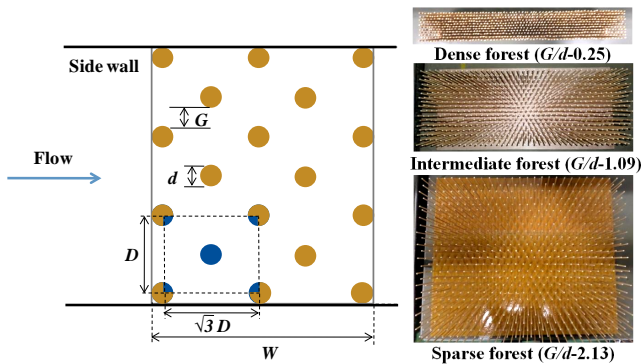 Side wall
G
Flow
d
D
√3 D
W
Dense forest (G/d-0.25)
Intermediate forest (G/d-1.09)
Sparse forest (G/d-2.13)